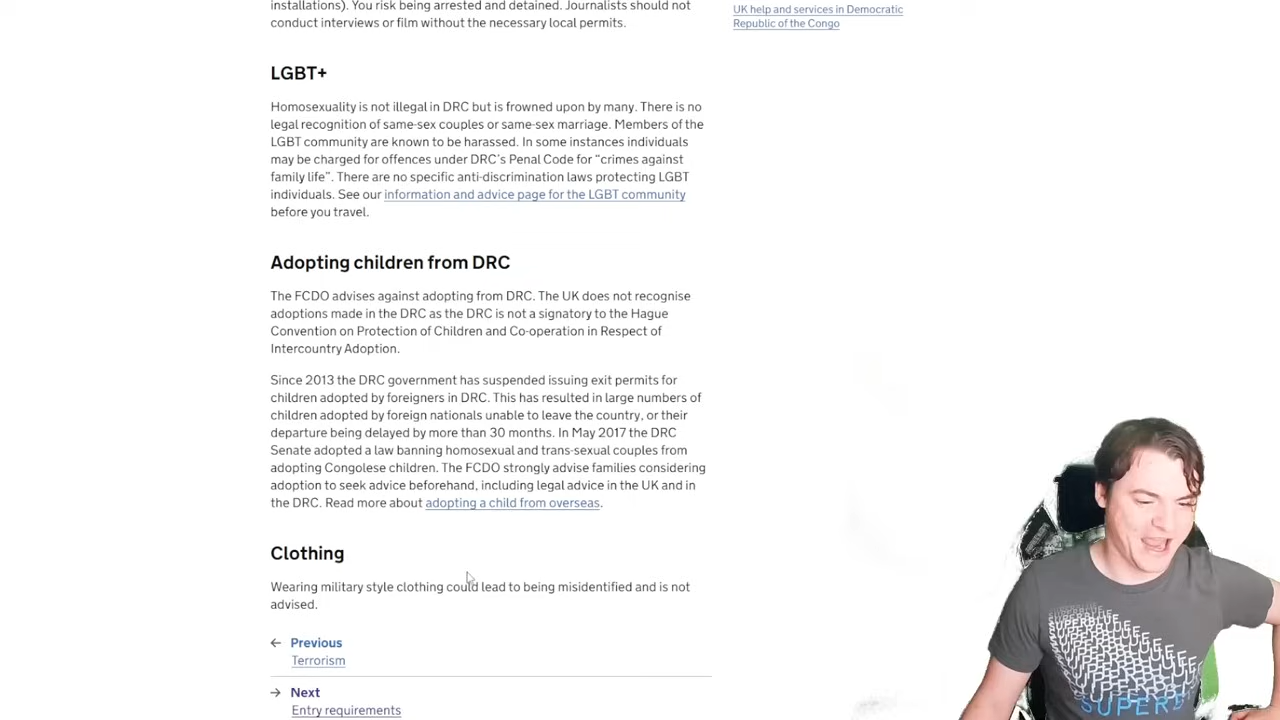 installations). You risk being arrested and detained. Journalists should not
conduct interviews or film without the necessary local permits.
UK help and services in Democratic
Republic of the Congo
LGBT+
Homosexuality is not illegal in DRC but is frowned upon by many. There is no
legal recognition of same-sex couples or same-sex marriage. Members of the
LGBT community are known to be harassed. In some instances individuals
may be charged for offences under DRC's Penal Code for “crimes against
family life”. There are no specific anti-discrimination laws protecting LGBT
individuals. See our information and advice page for the LGBT community
before you travel.
Adopting children from DRC
The FCDO advises against adopting from DRC. The UK does not recognise
adoptions made in the DRC as the DRC is not a signatory to the Hague
Convention on Protection of Children and Co-operation in Respect of
Intercountry Adoption.
Since 2013 the DRC government has suspended issuing exit permits for
children adopted by foreigners in DRC. This has resulted in large numbers of
children adopted by foreign nationals unable to leave the country, or their
departure being delayed by more than 30 months. In May 2017 the DRC
Senate adopted a law banning homosexual and trans-sexual couples from
adopting Congolese children. The FCDO strongly advise families considering
adoption to seek advice beforehand, including legal advice in the UK and in
the DRC. Read more about adopting a child from overseas.
Clothing
Wearing military style clothing could lead to being misidentified and is not
advised.
← Previous
Terrorism
→ Next
Entry requirements
SUPERB